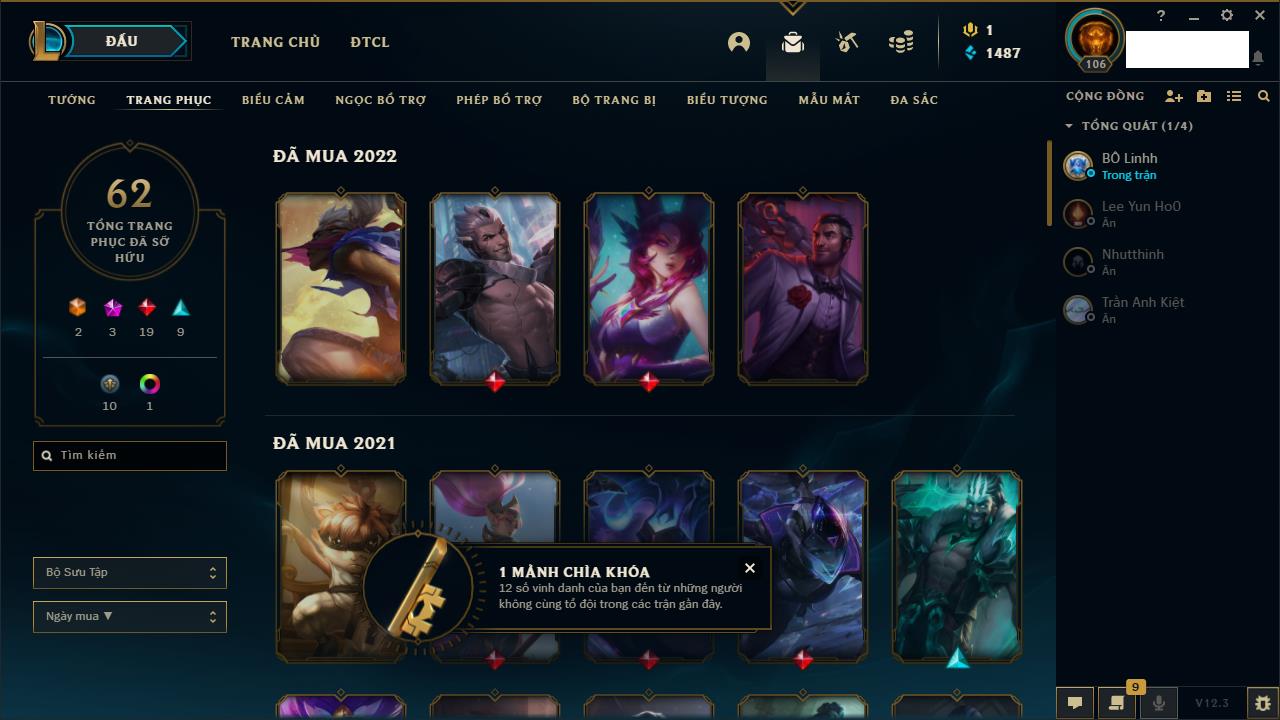 ĐẤU
TRANG CHỦ
ĐTCL
1
1487
106
TƯỚNG
TRANG PHỤC
BIỂU CẢM
NGỌC BỔ TRỢ
PHÉP BỔ TRỢ
BỘ TRANG BỊ
BIỂU TƯỢNG
MẪU MẮT
ĐA SẮC
CỘNG ĐỒNG
TỔNG QUÁT (1/4)
BÔ Linhh
Trong trận
Lee Yun Ho0
Ẩn
Nhutthinh
Ẩn
Trần Anh Kiệt
Ẩn
62
TỔNG TRANG
PHỤC ĐÃ SỞ
HỮU
2
3
19
9
10
1
Tìm kiếm
Bộ Sưu Tập
Ngày mua ▼
ĐÃ MUA 2022
ĐÃ MUA 2021
1 MẢNH CHÌA KHÓA
12 số vinh danh của bạn đến từ những người
không cùng tổ đội trong các trận gần đây.
9
V12.3